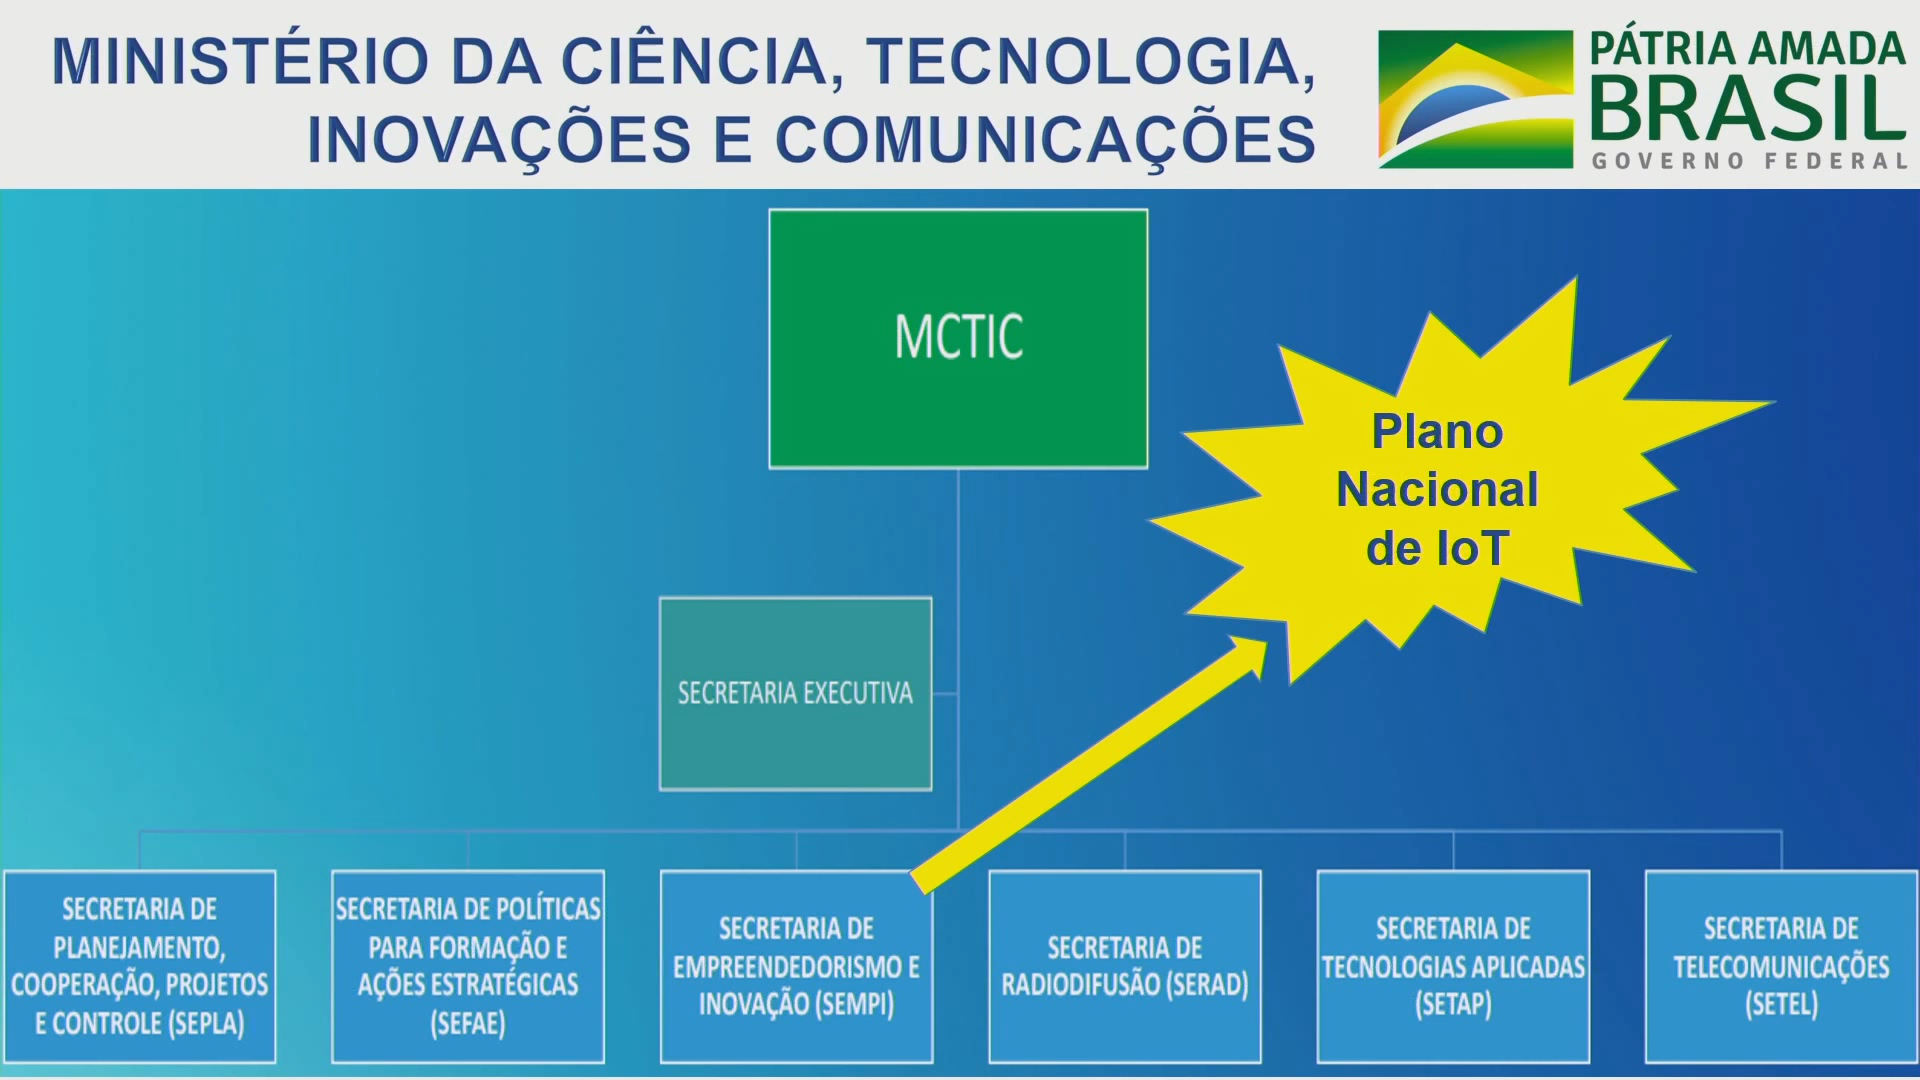 MINISTÉRIO DA CIÊNCIA, TECNOLOGIA,
INOVAÇÕES E COMUNICAÇÕES
PÁTRIA AMADA
BRASIL
GOVERNO FEDERAL
MCTIC
Plano
Nacional
de IoT
SECRETARIA EXECUTIVA
SECRETARIA DE
PLANEJAMENTO,
COOPERAÇÃO, PROJETOS
E CONTROLE (SEPLA)
SECRETARIA DE POLÍTICAS
PARA FORMAÇÃO E
AÇÕES ESTRATÉGICAS
(SEFAE)
SECRETARIA DE
EMPREENDEDORISMO E
INOVAÇÃO (SEMPI)
SECRETARIA DE
RADIODIFUSÃO (SERAD)
SECRETARIA DE
TECNOLOGIAS APLICADAS
(SETAP)
SECRETARIA DE
TELECOMUNICAÇÕES
(SETEL)